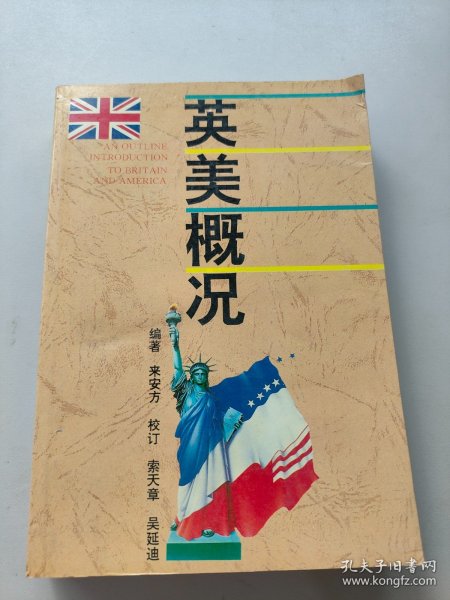 英美概况
AN OUTLINE
INTRODUCTION
TO BRITAIN
AND AMERICA
编著 来安方 校订 索天章 吴延迪
孔夫子旧书网
www.kongfz.com